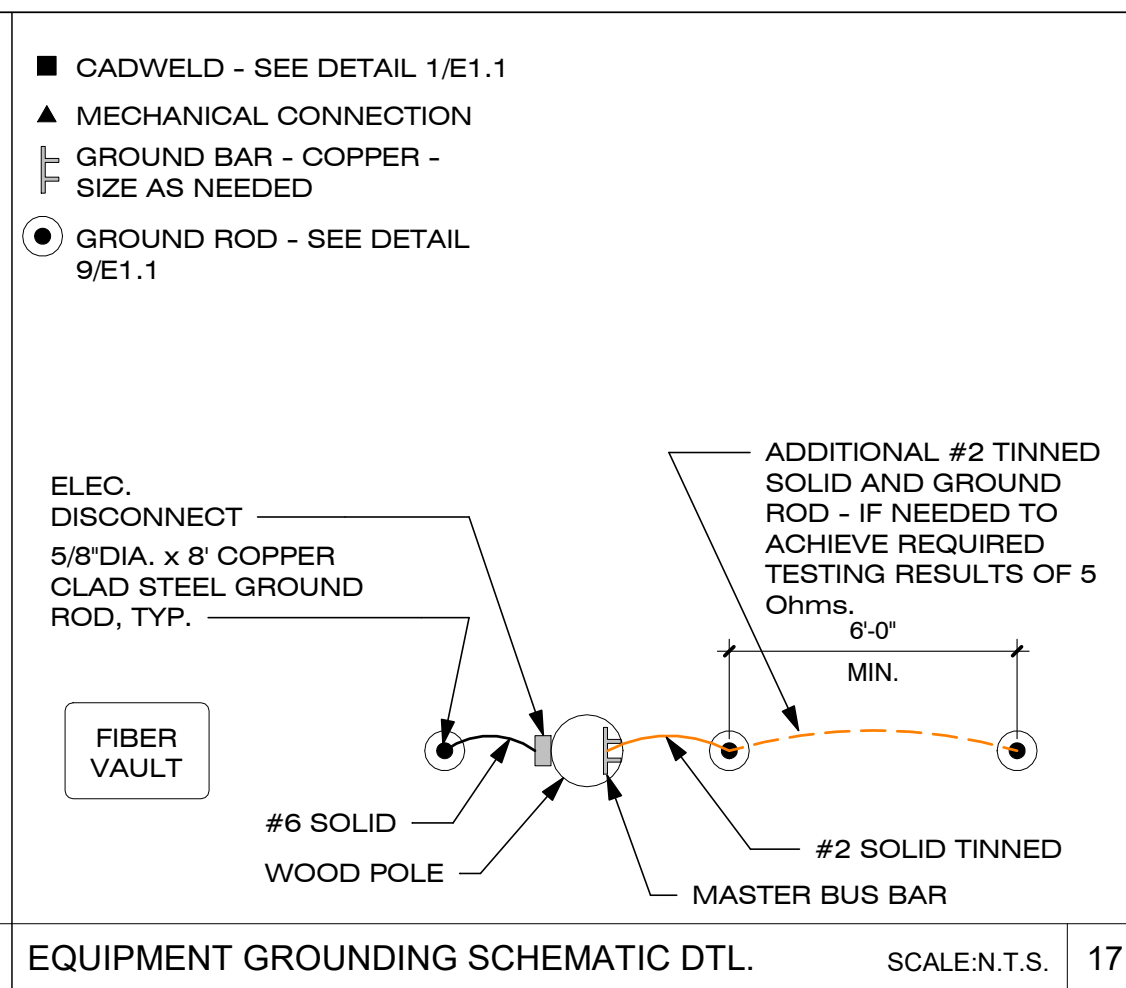 CADWELD - SEE DETAIL 1/E1.1
MECHANICAL CONNECTION
GROUND BAR - COPPER -
SIZE AS NEEDED
GROUND ROD - SEE DETAIL
9/E1.1
ADDITIONAL #2 TINNED
SOLID AND GROUND
ROD - IF NEEDED TO
ACHIEVE REQUIRED
TESTING RESULTS OF 5
Ohms.
6'-0"
MIN.
ELEC.
DISCONNECT
5/8"DIA. x 8' COPPER
CLAD STEEL GROUND
ROD, TYP.
FIBER
VAULT
#6 SOLID
WOOD POLE
#2 SOLID TINNED
MASTER BUS BAR
EQUIPMENT GROUNDING SCHEMATIC DTL.
SCALE:N.T.S.
17